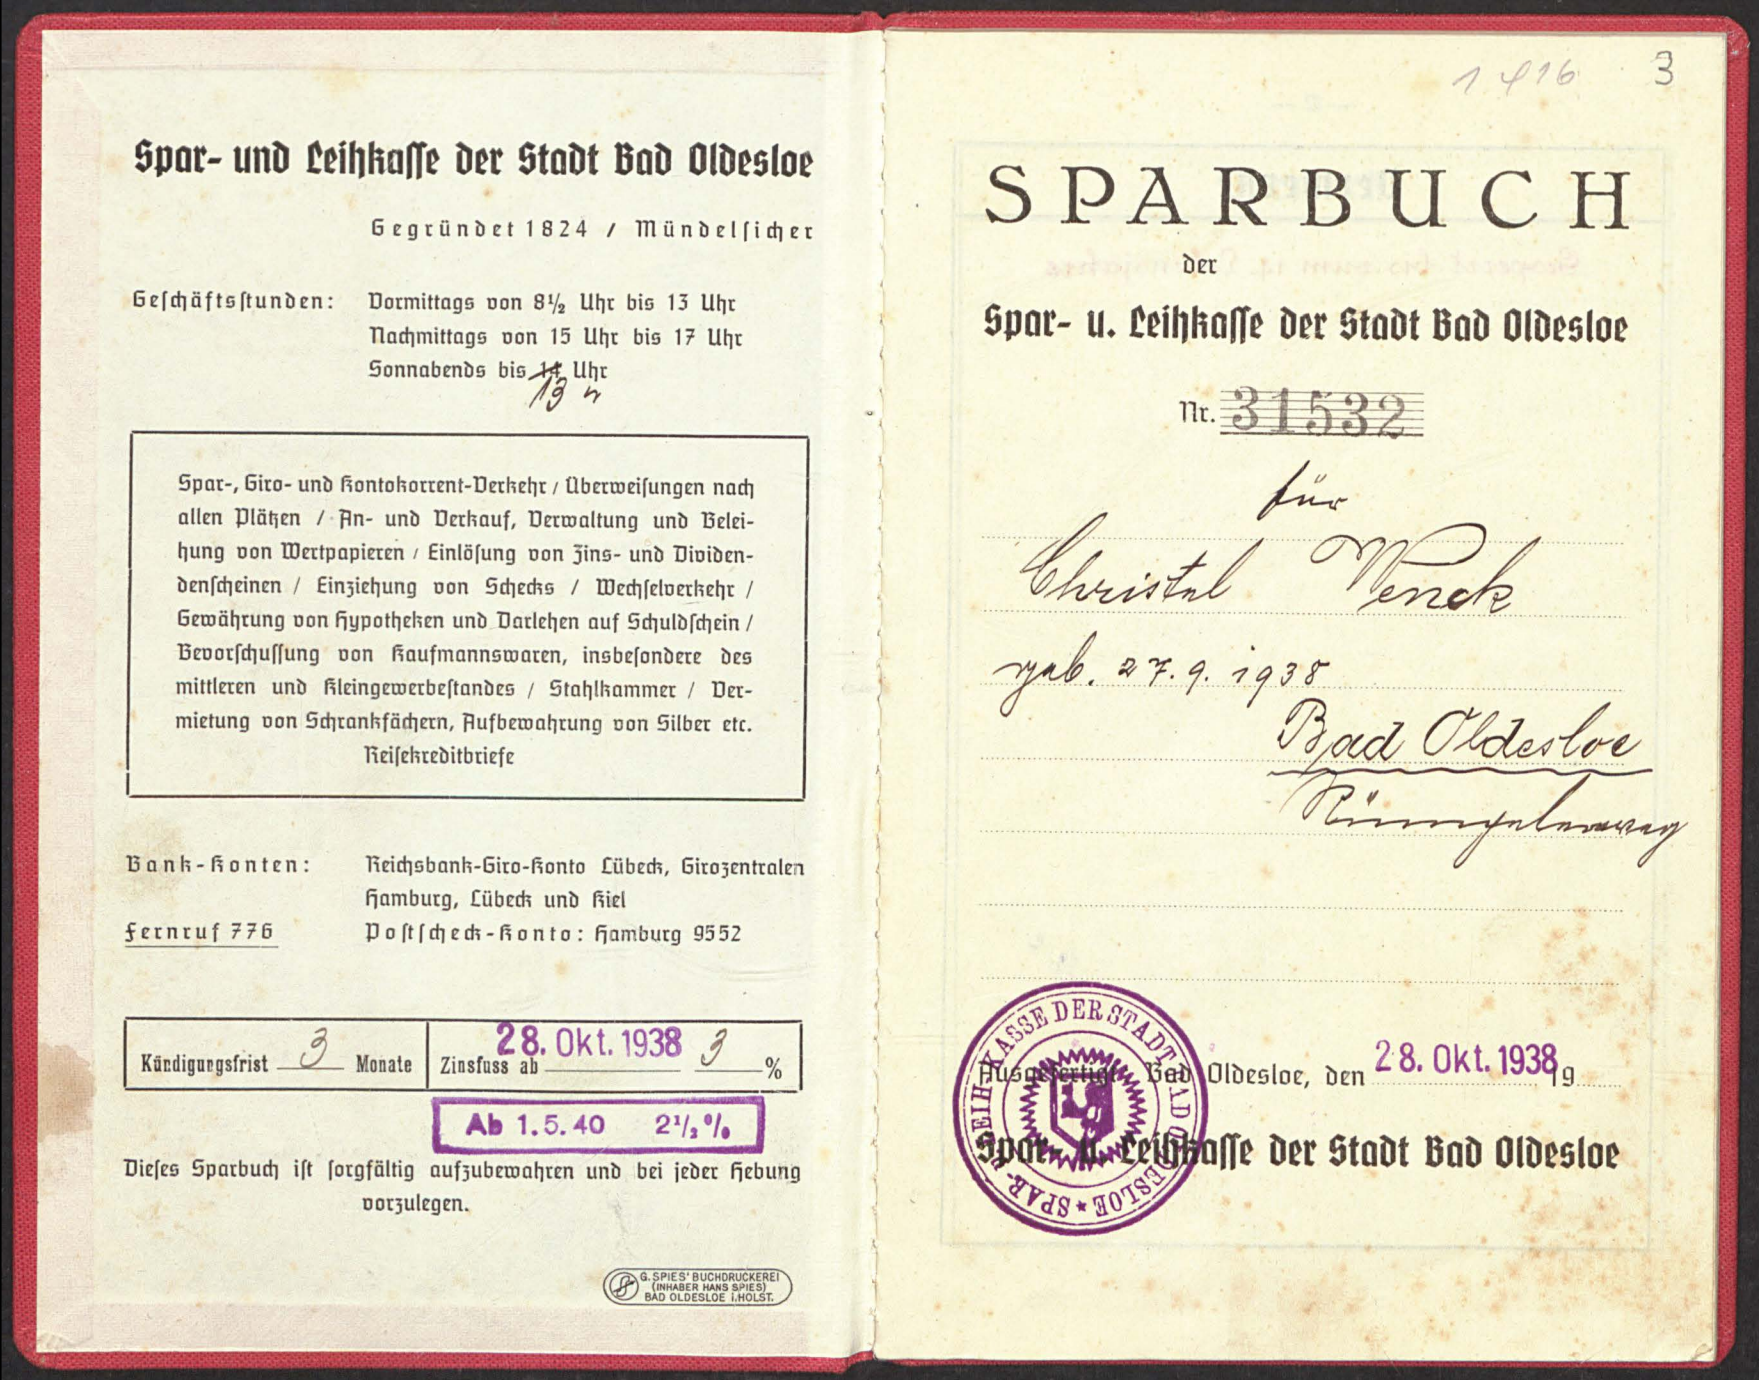 Spar- und Leihkasse der Stadt Bad Oldesloe
Gegründet 1824 / Mündelsicher
Geschäftsstunden: Vormittags von 8½ Uhr bis 13 Uhr
Nachmittags von 15 Uhr bis 17 Uhr
Sonnabends bis 14 Uhr
13 "
Spar-, Giro- und Kontokorrent-Verkehr / Überweisungen nach
allen Plätzen / An- und Verkauf, Verwaltung und Belei-
hung von Wertpapieren / Einlösung von Zins- und Dividen-
denscheinen / Einziehung von Schecks / Wechselverkehr /
Gewährung von Hypotheken und Darlehen auf Schuldschein /
Bevorschussung von Kaufmannswaren, insbesondere des
mittleren und Kleingewerbestandes / Stahlkammer / Ver-
mietung von Schrankfächern, Aufbewahrung von Silber etc.
Reisekreditbriefe
Bank-Konten: Reichsbank-Giro-Konto Lübeck, Girozentralen
Hamburg, Lübeck und Kiel
Fernruf 776 Postscheck-Konto: Hamburg 9552
Kündigungsfrist 3 Monate Zinsfuss ab 28. Okt. 1938 3 %
Ab 1.5.40 2½%
Dieses Sparbuch ist sorgfältig aufzubewahren und bei jeder Hebung
vorzulegen.
G. SPIES' BUCHDRUCKEREI
(INHABER HANS SPIES)
BAD OLDESLOE i.HOLST.
3
SPARBUCH
der
Spar- u. Leihkasse der Stadt Bad Oldesloe
Nr. 31532
für
Christel Wenck
geb. 27.9.1938
Bad Oldesloe
Ausgefertigt Bad Oldesloe, den 28. Okt. 1938 19
Spar- u. Leihkasse der Stadt Bad Oldesloe
SPAR- U. LEIH-KASSE DER STADT BAD OLDESLOE *